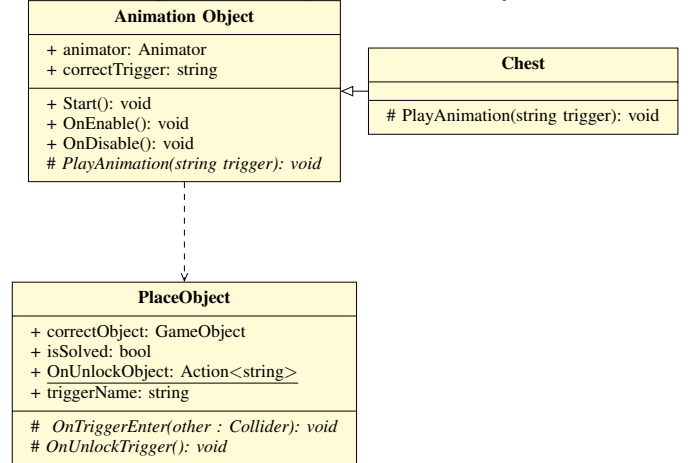 Animation Object
+ animator: Animator
+ correctTrigger: string
+ Start(): void
+ OnEnable(): void
+ OnDisable(): void
# PlayAnimation(string trigger): void
Chest
# PlayAnimation(string trigger): void
PlaceObject
+ correctObject: GameObject
+ isSolved: bool
+ OnUnlockObject: Action<string>
+ triggerName: string
# OnTriggerEnter(other : Collider): void
# OnUnlockTrigger(): void